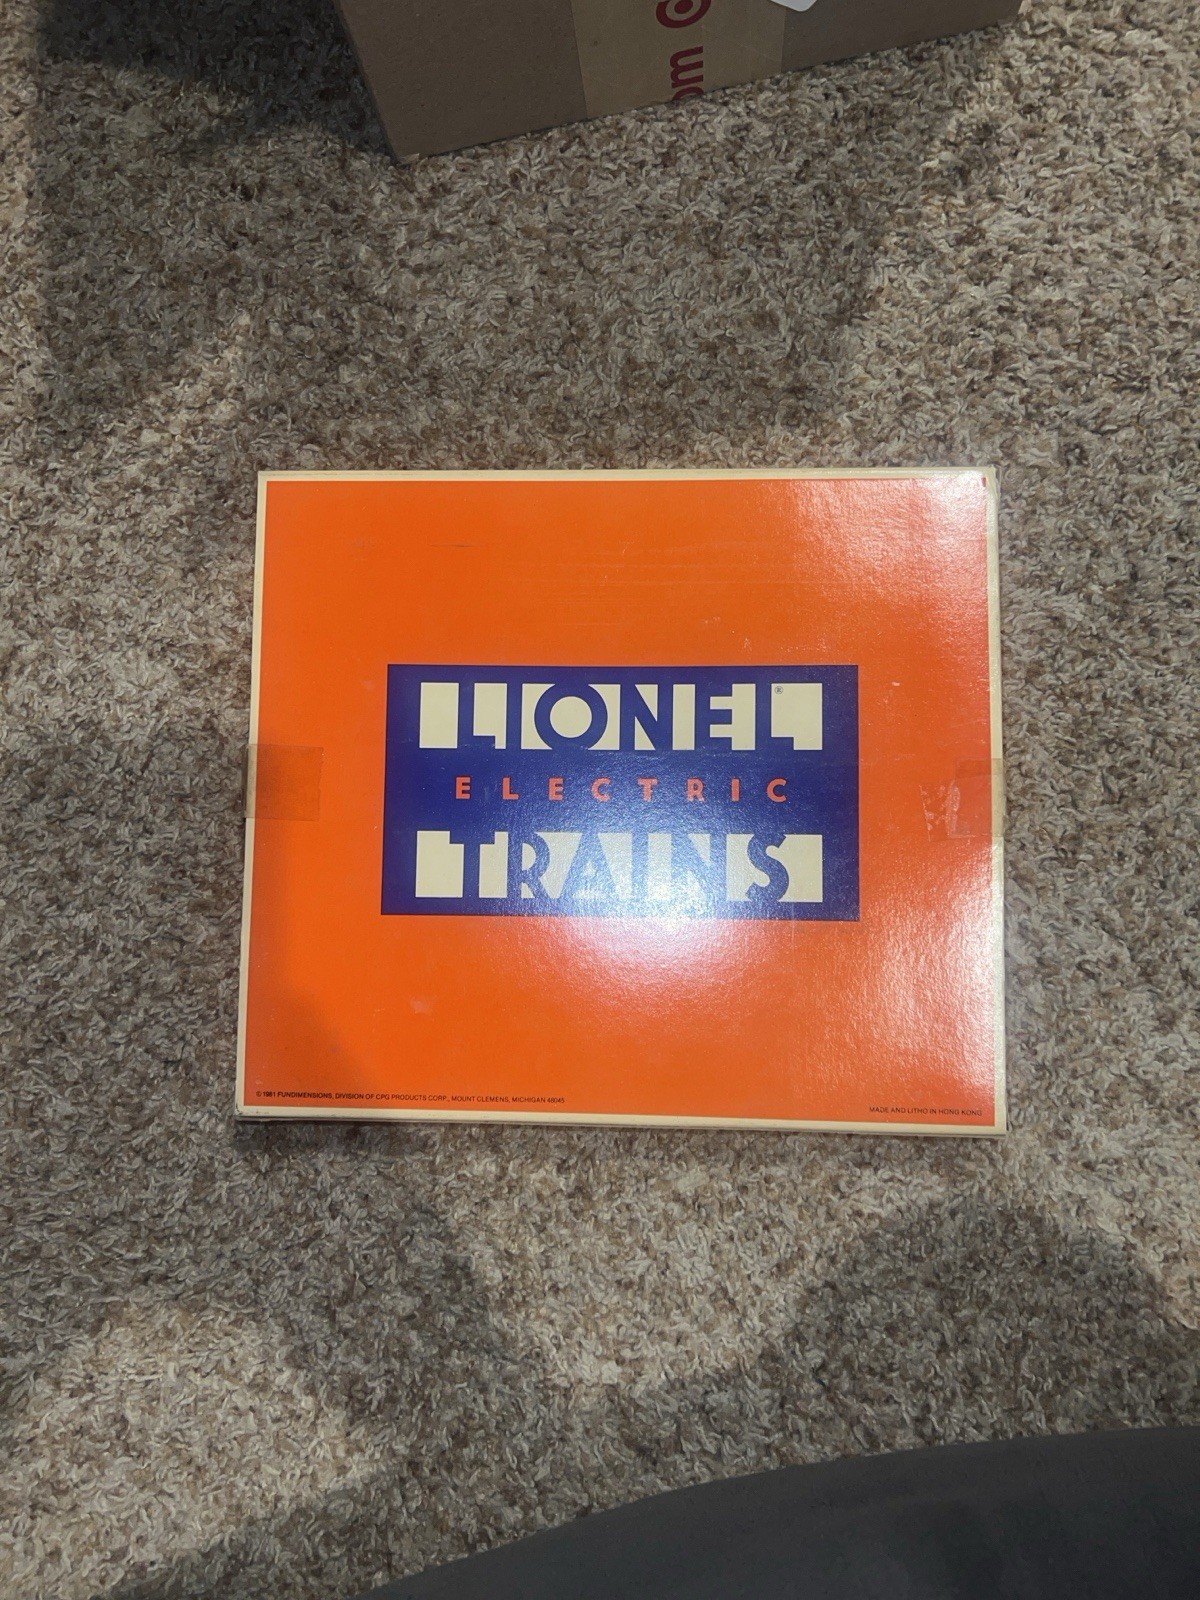 om
LIONEL®
ELECTRIC
TRAINS
© 1981 FUNDIMENSIONS, DIVISION OF CPG PRODUCTS CORP., MOUNT CLEMENS, MICHIGAN 48045
MADE AND LITHO IN HONG KONG